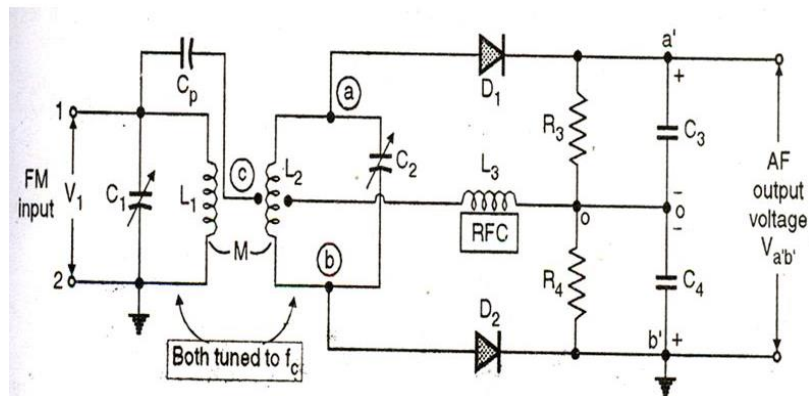 a'
+
Cp
a
D1
1
R3
C3
c
L2
C2
L3
FM
input
V1
C1
L1
AF
output
voltage
Va'b'
−
o
o
−
RFC
M
b
R4
C4
2
D2
b'
+
Both tuned to fc